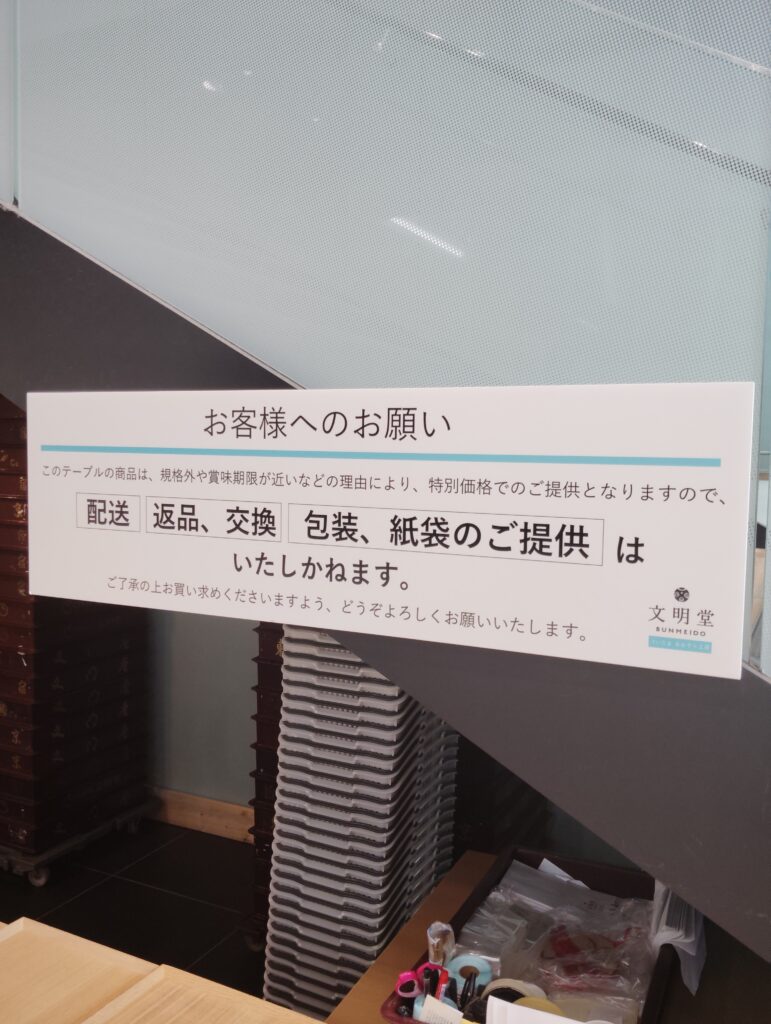 お客様へのお願い
このテーブルの商品は、規格外や賞味期限が近いなどの理由により、特別価格でのご提供となりますので、
配送 返品、交換 包装、紙袋のご提供 は
いたしかねます。
ご了承の上お買い求めくださいますよう、どうぞよろしくお願いいたします。
文明堂
BUNMEIDO